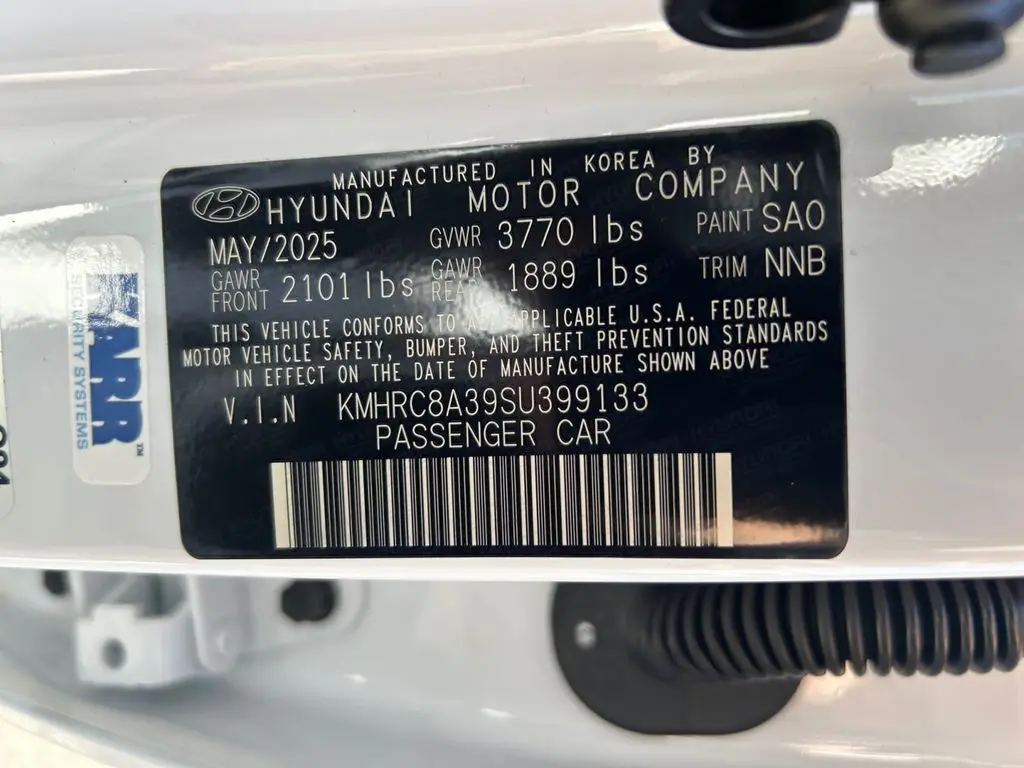 MANUFACTURED IN KOREA BY
HYUNDAI MOTOR COMPANY
MAY/2025 GVWR 3770 lbs PAINT SAO
GAWR FRONT 2101 lbs GAWR REAR 1889 lbs TRIM NNB
THIS VEHICLE CONFORMS TO ALL APPLICABLE U.S.A. FEDERAL
MOTOR VEHICLE SAFETY, BUMPER, AND THEFT PREVENTION STANDARDS
IN EFFECT ON THE DATE OF MANUFACTURE SHOWN ABOVE
V.I.N KMHRC8A39SU399133
PASSENGER CAR
SECURITY SYSTEMS
TM